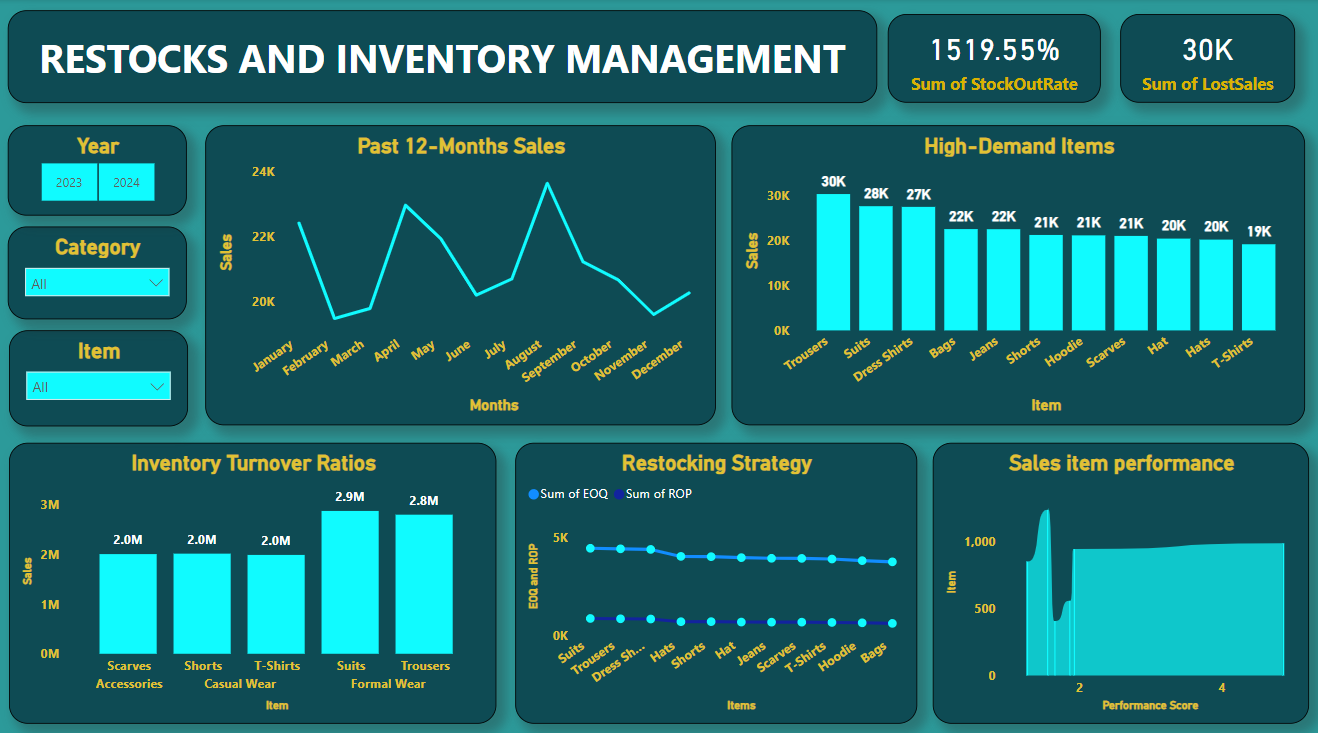 RESTOCKS AND INVENTORY MANAGEMENT
1519.55%
Sum of StockOutRate
30K
Sum of LostSales
Year
2023
2024
Category
All
Item
All
Past 12-Months Sales
24K
22K
20K
Sales
January
February
March
April
May
June
July
August
September
October
November
December
Months
High-Demand Items
30K
20K
10K
0K
Sales
30K
28K
27K
22K
22K
21K
21K
21K
20K
20K
19K
Trousers
Suits
Dress Shirts
Bags
Jeans
Shorts
Hoodie
Scarves
Hat
Hats
T-Shirts
Item
Inventory Turnover Ratios
3M
2M
1M
0M
Sales
2.0M
2.0M
2.0M
2.9M
2.8M
Scarves
Shorts
T-Shirts
Suits
Trousers
Accessories
Casual Wear
Formal Wear
Item
Restocking Strategy
Sum of EOQ
Sum of ROP
5K
0K
EOQ and ROP
Suits
Trousers
Dress Sh...
Hats
Shorts
Hat
Jeans
Scarves
T-Shirts
Hoodie
Bags
Items
Sales item performance
1,000
500
0
Item
2
4
Performance Score